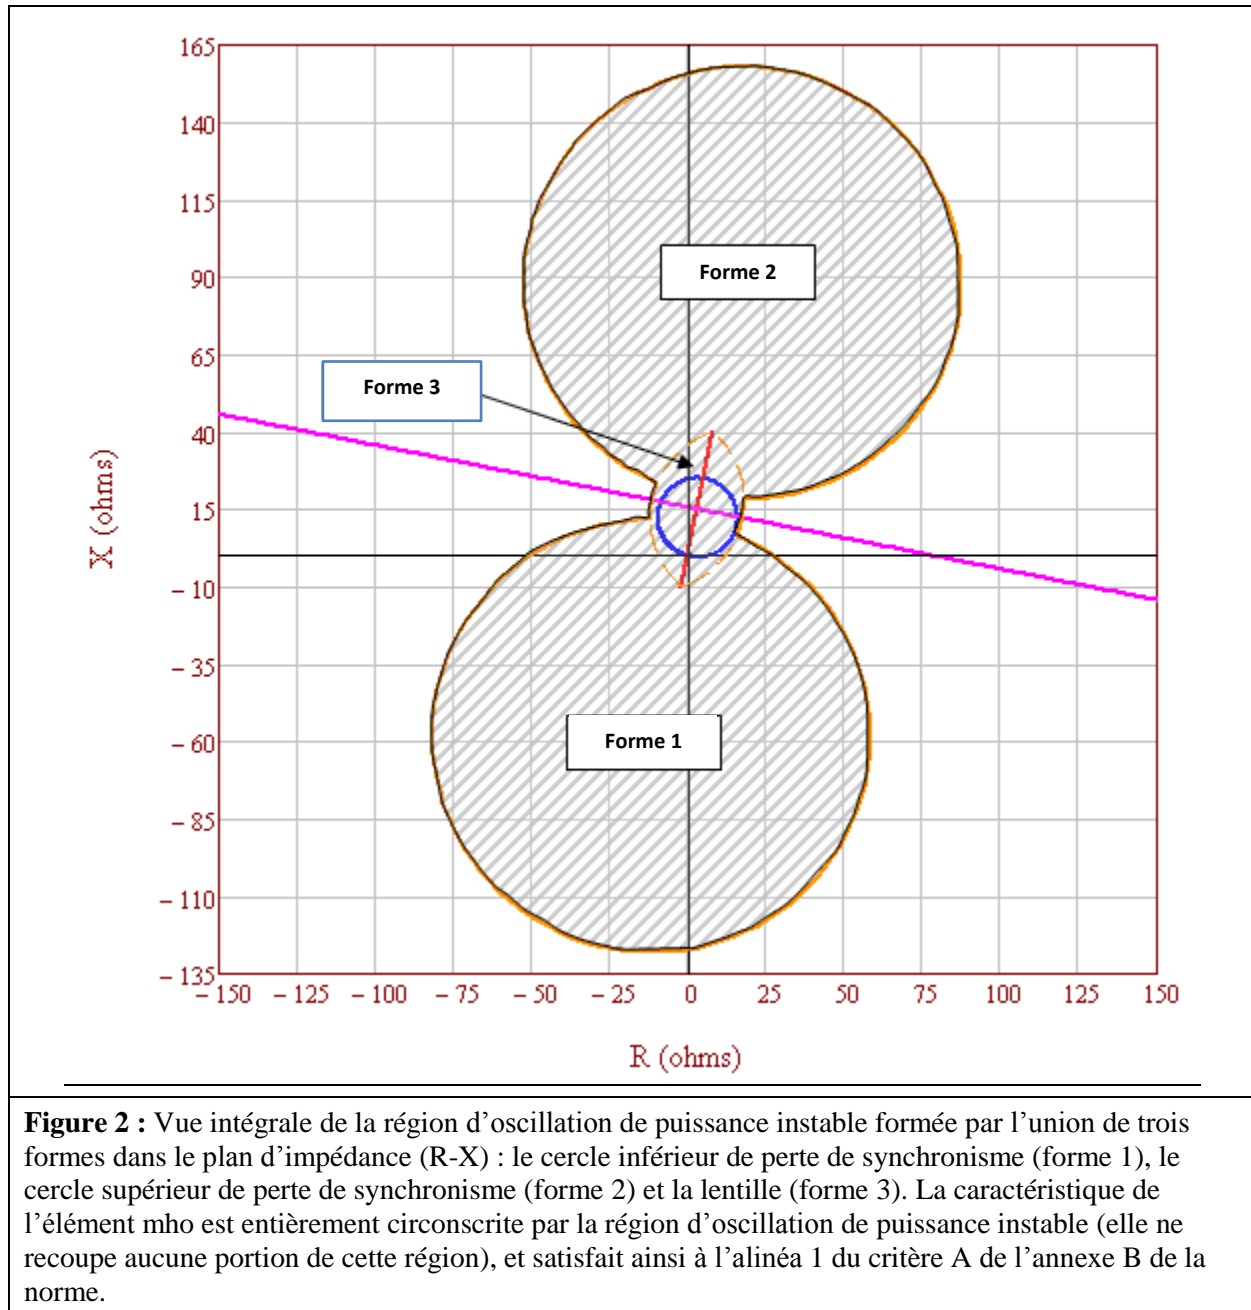 165
140
115
90
65
40
15
– 10
– 35
– 60
– 85
– 110
– 135
Forme 2
Forme 3
Forme 1
X (ohms)
– 150 – 125 – 100 – 75 – 50 – 25 0 25 50 75 100 125 150
R (ohms)
Figure 2 : Vue intégrale de la région d’oscillation de puissance instable formée par l’union de trois
formes dans le plan d’impédance (R-X) : le cercle inférieur de perte de synchronisme (forme 1), le
cercle supérieur de perte de synchronisme (forme 2) et la lentille (forme 3). La caractéristique de
l’élément mho est entièrement circonscrite par la région d’oscillation de puissance instable (elle ne
recoupe aucune portion de cette région), et satisfait ainsi à l’alinéa 1 du critère A de l’annexe B de la
norme.